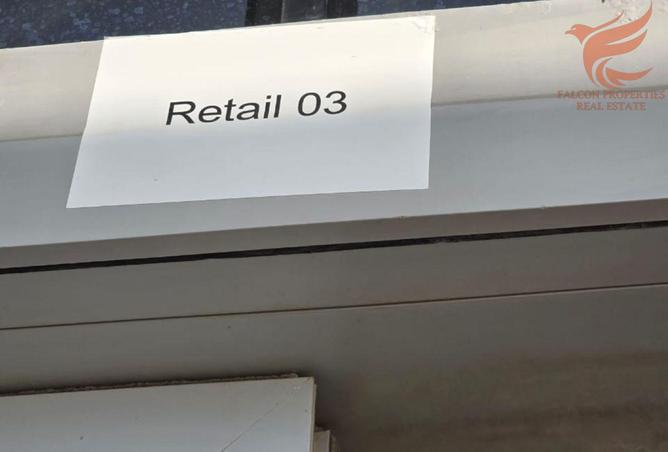 Retail 03
FALCON PROPERTIES
REAL ESTATE